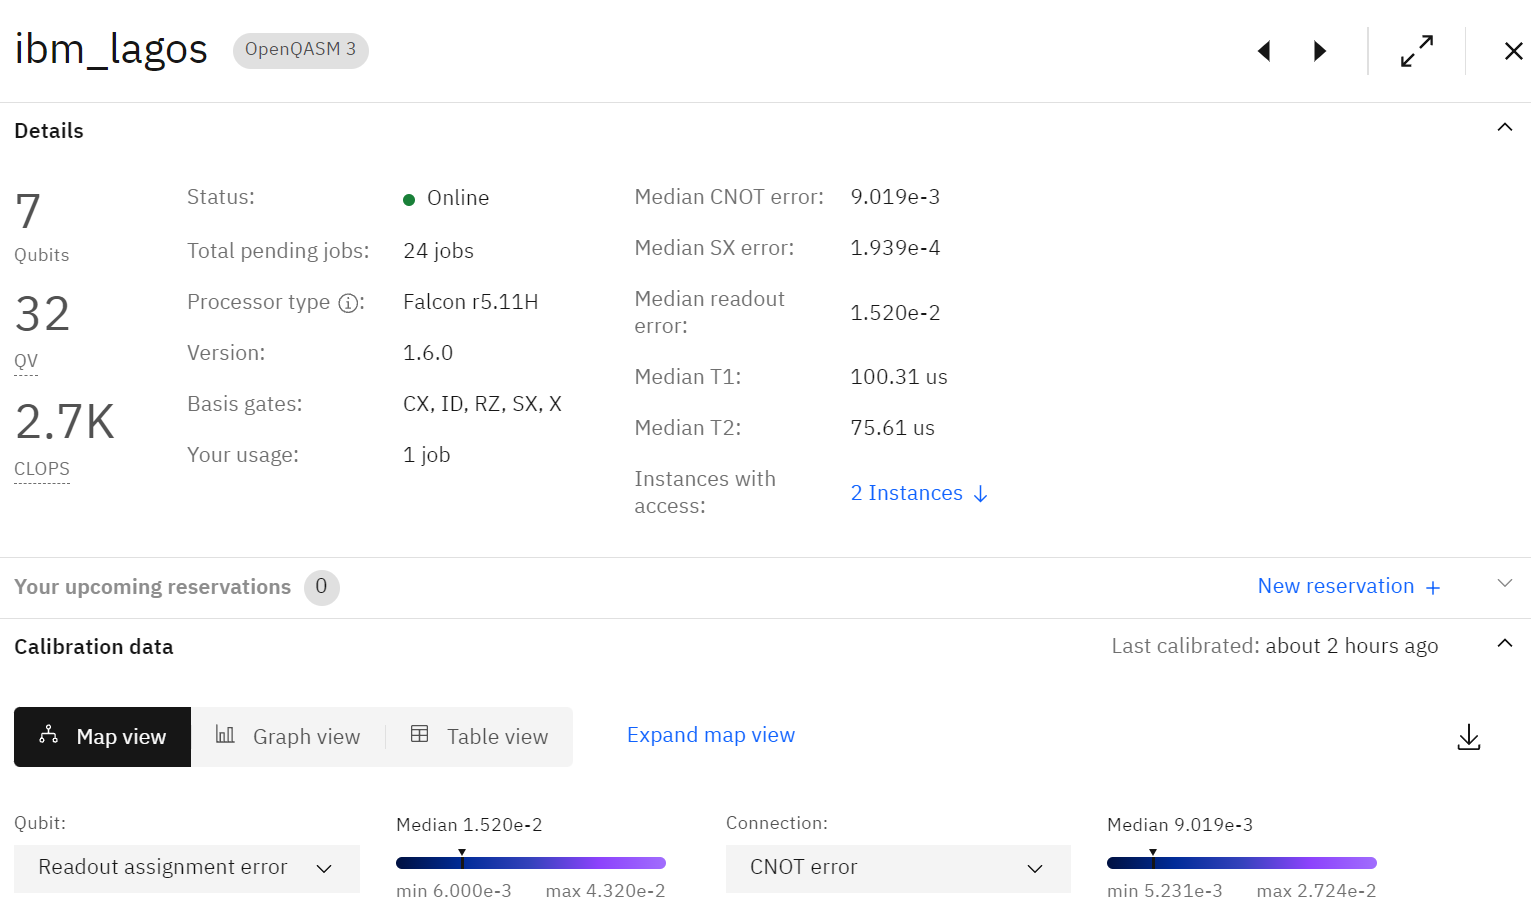 ibm_lagos OpenQASM 3
Details
7
Qubits
32
QV
2.7K
CLOPS
Status: Online
Total pending jobs: 24 jobs
Processor type : Falcon r5.11H
Version: 1.6.0
Basis gates: CX, ID, RZ, SX, X
Your usage: 1 job
Median CNOT error: 9.019e-3
Median SX error: 1.939e-4
Median readout
error: 1.520e-2
Median T1: 100.31 us
Median T2: 75.61 us
Instances with
access: 2 Instances
Your upcoming reservations 0 New reservation +
Calibration data Last calibrated: about 2 hours ago
Map view Graph view Table view Expand map view
Qubit:
Readout assignment error
Median 1.520e-2
min 6.000e-3 max 4.320e-2
Connection:
CNOT error
Median 9.019e-3
min 5.231e-3 max 2.724e-2